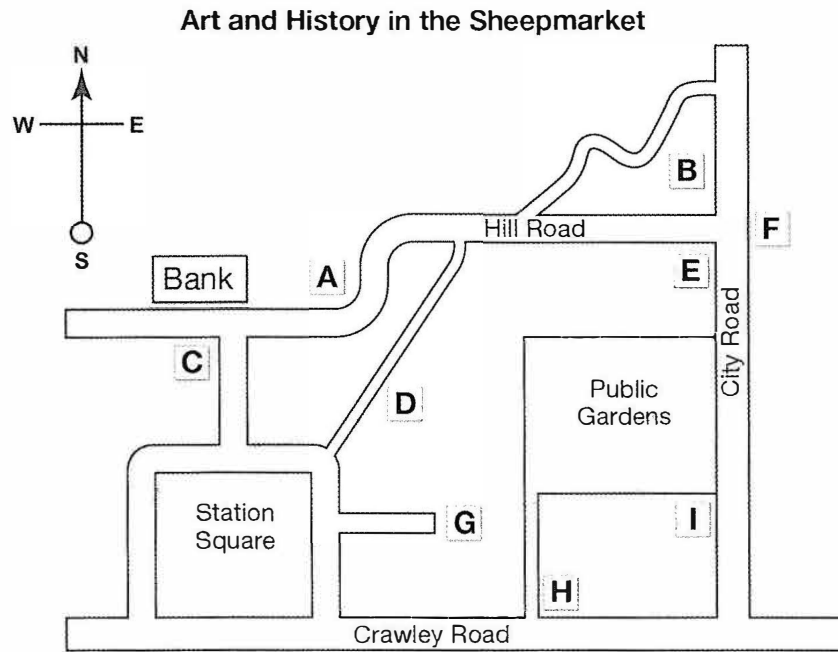 Art and History in the Sheepmarket
N
W
E
S
B
Hill Road
F
A
E
Bank
C
D
City Road
Public
Gardens
Station
Square
G
I
H
Crawley Road